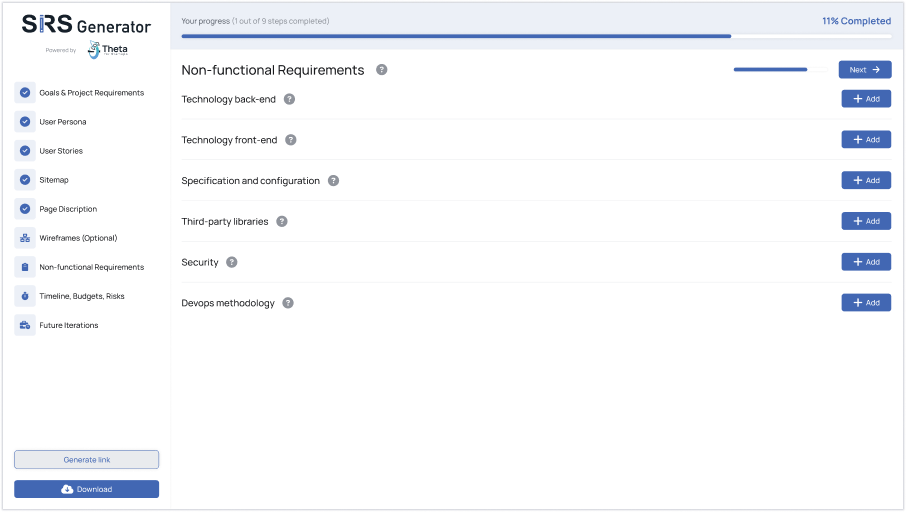 SRS Generator
Powered by Theta
Goals & Project Requirements
User Persona
User Stories
Sitemap
Page Discription
Wireframes (Optional)
Non-functional Requirements
Timeline, Budgets, Risks
Future Iterations
Generate link
Download
Your progress (1 out of 9 steps completed)
11% Completed
Non-functional Requirements ?
Next
Technology back-end ?
+ Add
Technology front-end ?
+ Add
Specification and configuration ?
+ Add
Third-party libraries ?
+ Add
Security ?
+ Add
Devops methodology ?
+ Add